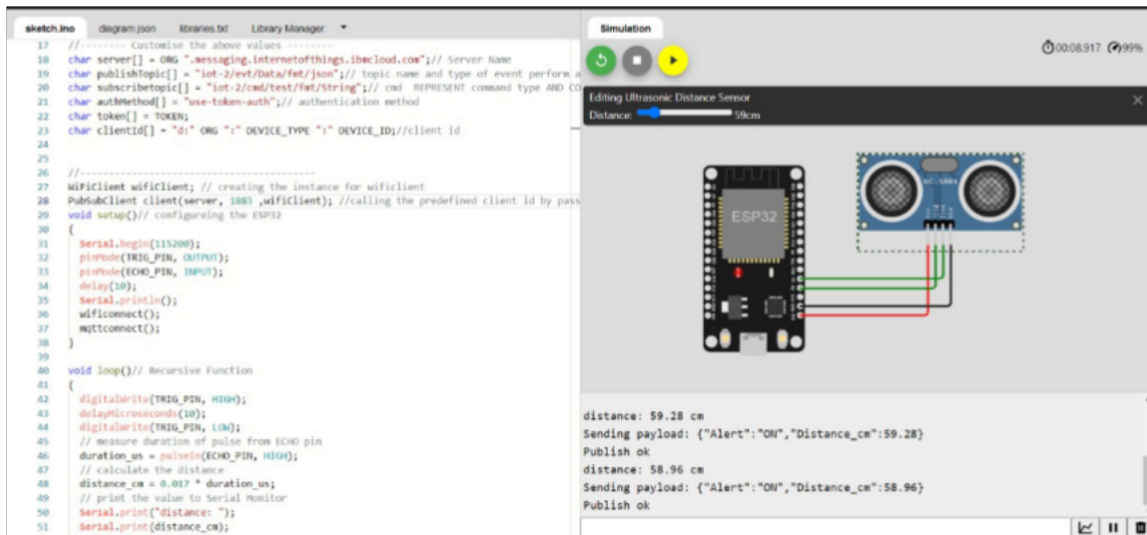 sketch.ino diagram.json libraries.txt Library Manager
17 //-------- Customise the above values --------
18 char server[] = ORG ".messaging.internetofthings.ibmcloud.com";// Server Name
19 char publishTopic[] = "iot-2/evt/Data/fmt/json";// topic name and type of event perform a
20 char subscribetopic[] = "iot-2/cmd/test/fmt/String";// cmd REPRESENT command type AND CO
21 char authMethod[] = "use-token-auth";// authentication method
22 char token[] = TOKEN;
23 char clientId[] = "d:" ORG ":" DEVICE_TYPE ":" DEVICE_ID;//client id
24
25
26 //-----------------------------------------
27 WiFiClient wifiClient; // creating the instance for wificlient
28 PubSubClient client(server, 1883 ,wifiClient); //calling the predefined client id by pass
29 void setup()// configureing the ESP32
30 {
31 Serial.begin(115200);
32 pinMode(TRIG_PIN, OUTPUT);
33 pinMode(ECHO_PIN, INPUT);
34 delay(10);
35 Serial.println();
36 wificonnect();
37 mqttconnect();
38 }
39
40 void loop()// Recursive Function
41 {
42 digitalWrite(TRIG_PIN, HIGH);
43 delayMicroseconds(10);
44 digitalWrite(TRIG_PIN, LOW);
45 // measure duration of pulse from ECHO pin
46 duration_us = pulseIn(ECHO_PIN, HIGH);
47 // calculate the distance
48 distance_cm = 0.017 * duration_us;
49 // print the value to Serial Monitor
50 Serial.print("distance: ");
51 Serial.print(distance_cm);
Simulation
00:08.917 99%
Editing Ultrasonic Distance Sensor
Distance: 59cm
ESP32
HC-SR04
distance: 59.28 cm
Sending payload: {"Alert":"ON","Distance_cm":59.28}
Publish ok
distance: 58.96 cm
Sending payload: {"Alert":"ON","Distance_cm":58.96}
Publish ok